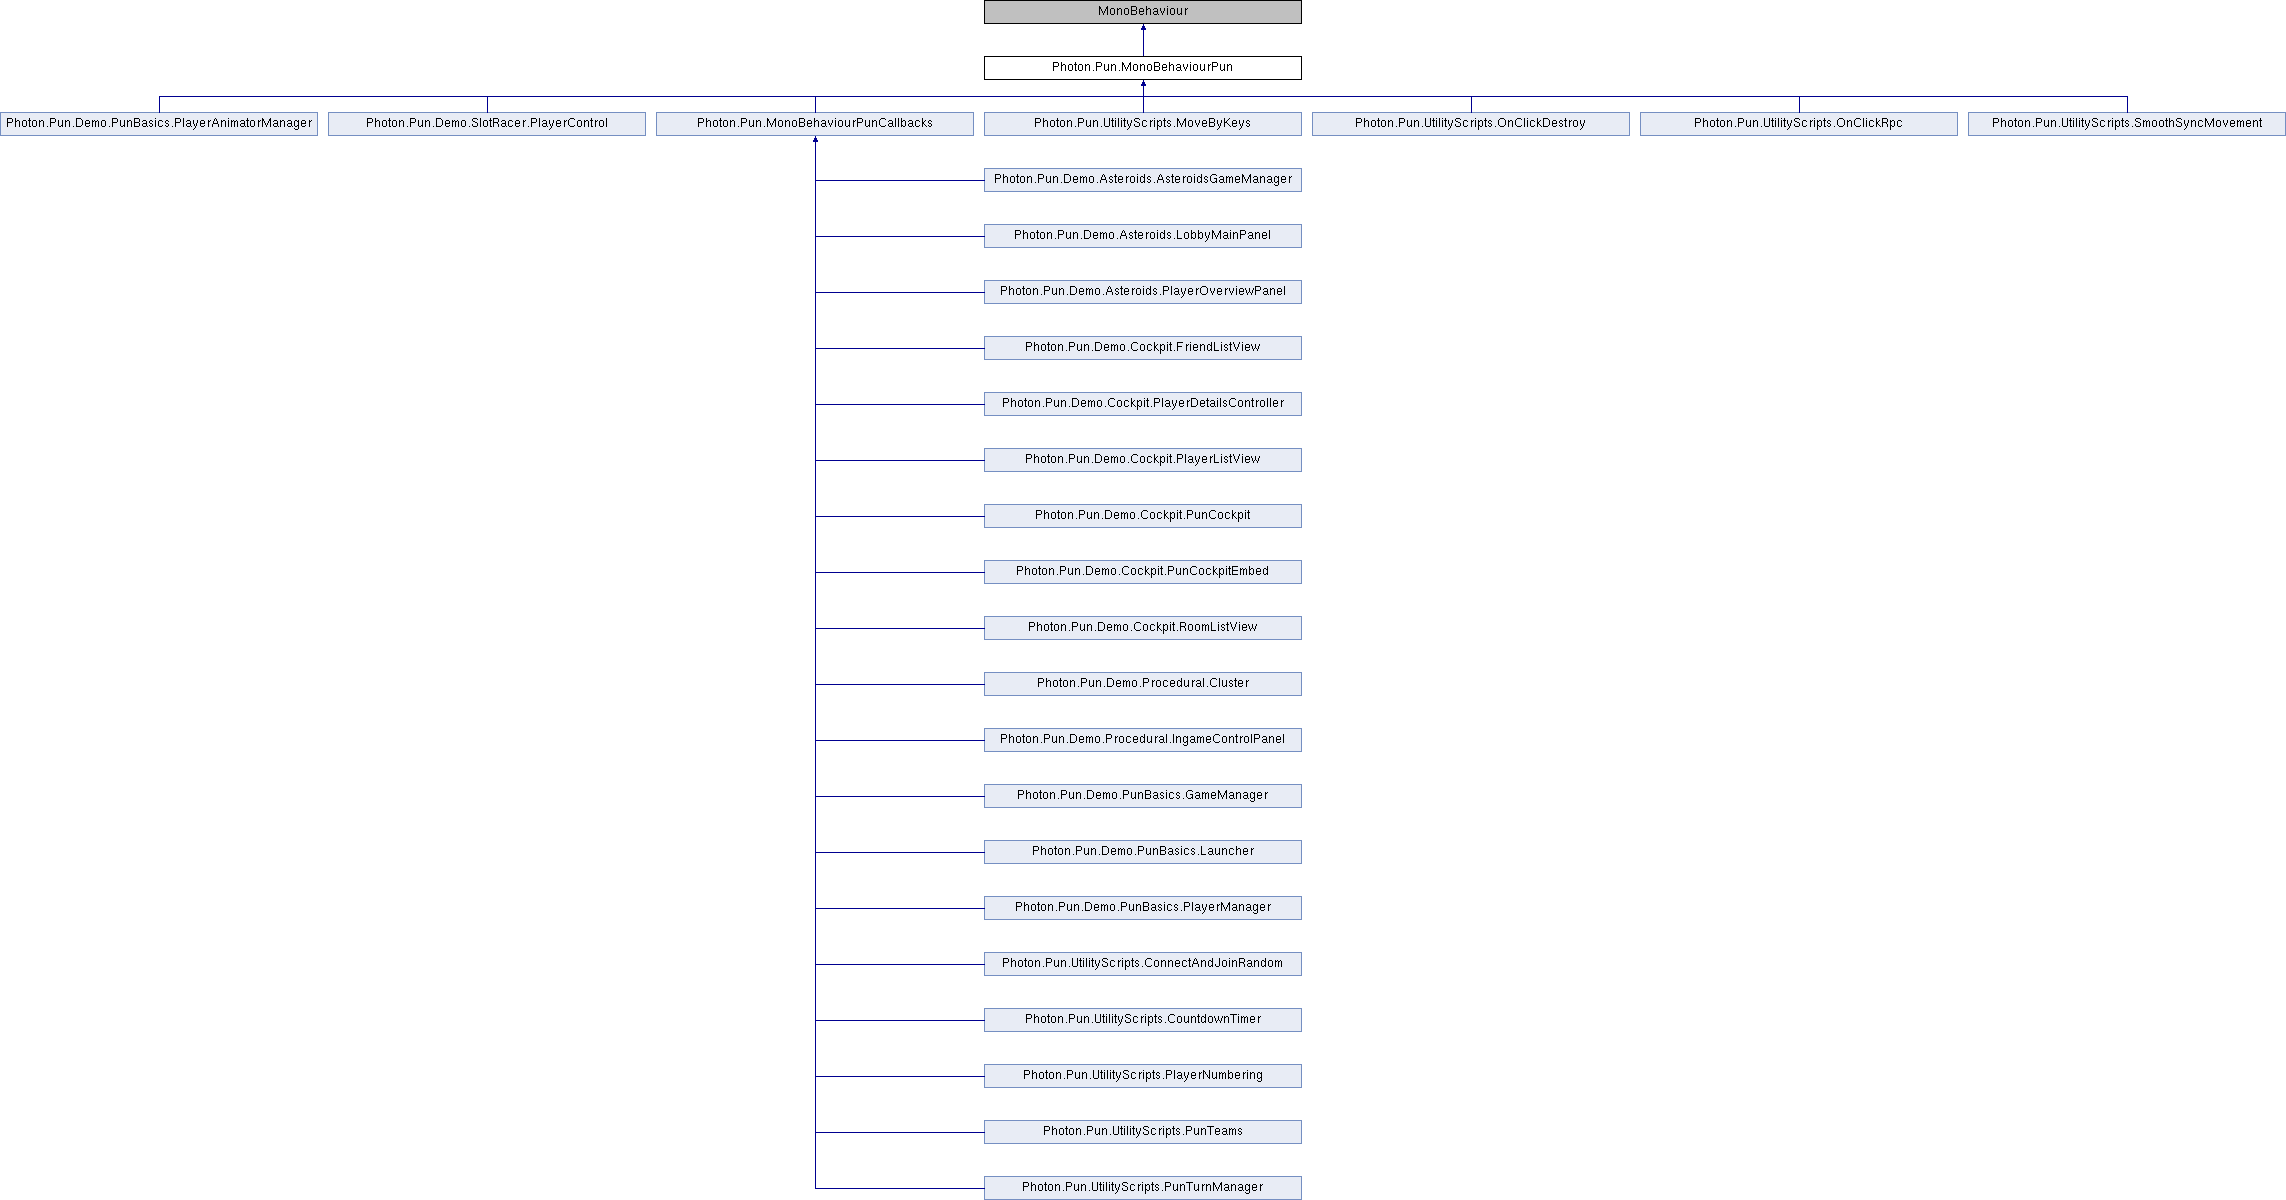 MonoBehaviour
Photon.Pun.MonoBehaviourPun
Photon.Pun.Demo.PunBasics.PlayerAnimatorManager
Photon.Pun.Demo.SlotRacer.PlayerControl
Photon.Pun.MonoBehaviourPunCallbacks
Photon.Pun.UtilityScripts.MoveByKeys
Photon.Pun.UtilityScripts.OnClickDestroy
Photon.Pun.UtilityScripts.OnClickRpc
Photon.Pun.UtilityScripts.SmoothSyncMovement
Photon.Pun.Demo.Asteroids.AsteroidsGameManager
Photon.Pun.Demo.Asteroids.LobbyMainPanel
Photon.Pun.Demo.Asteroids.PlayerOverviewPanel
Photon.Pun.Demo.Cockpit.FriendListView
Photon.Pun.Demo.Cockpit.PlayerDetailsController
Photon.Pun.Demo.Cockpit.PlayerListView
Photon.Pun.Demo.Cockpit.PunCockpit
Photon.Pun.Demo.Cockpit.PunCockpitEmbed
Photon.Pun.Demo.Cockpit.RoomListView
Photon.Pun.Demo.Procedural.Cluster
Photon.Pun.Demo.Procedural.IngameControlPanel
Photon.Pun.Demo.PunBasics.GameManager
Photon.Pun.Demo.PunBasics.Launcher
Photon.Pun.Demo.PunBasics.PlayerManager
Photon.Pun.UtilityScripts.ConnectAndJoinRandom
Photon.Pun.UtilityScripts.CountdownTimer
Photon.Pun.UtilityScripts.PlayerNumbering
Photon.Pun.UtilityScripts.PunTeams
Photon.Pun.UtilityScripts.PunTurnManager